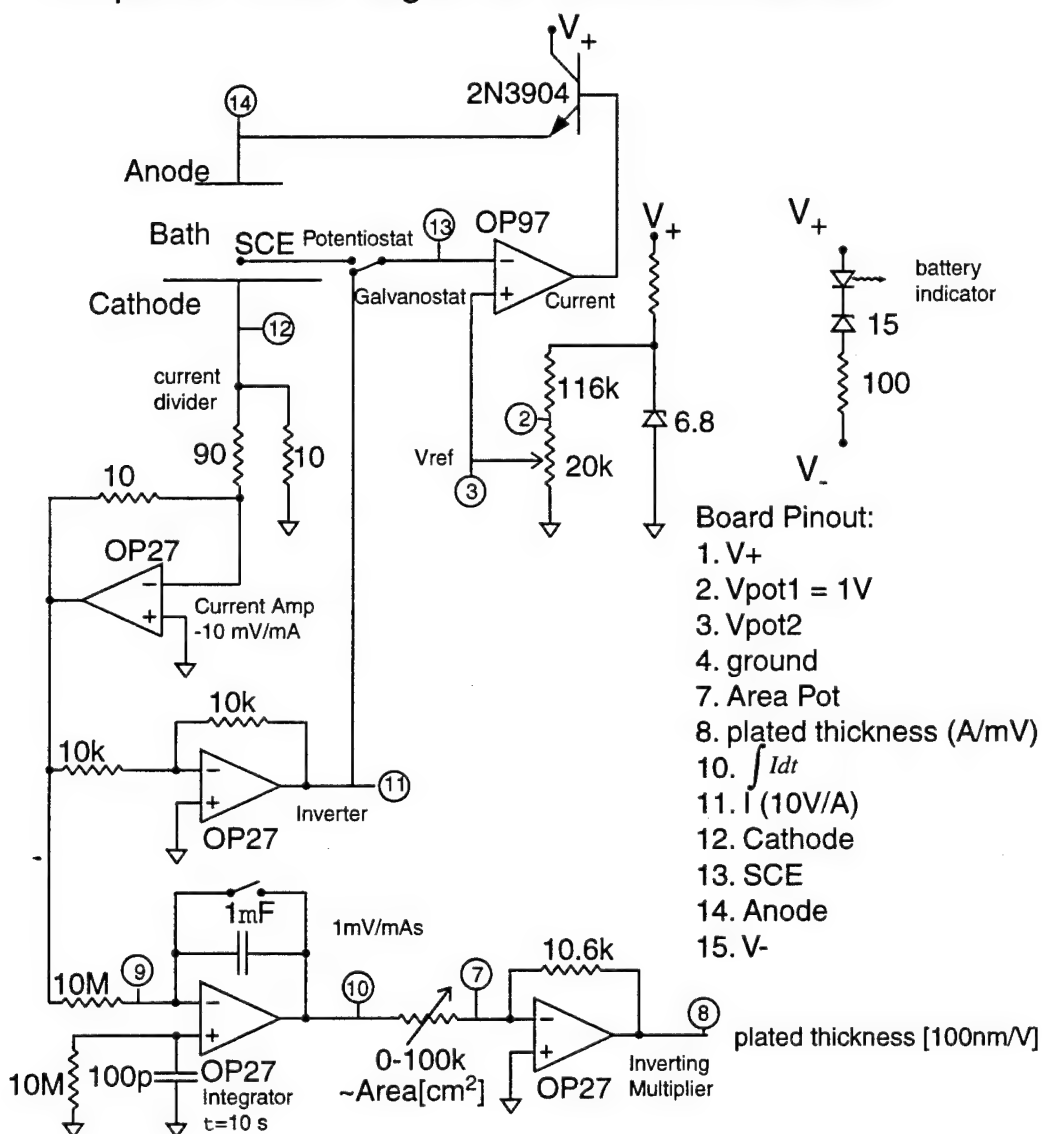 V+
2N3904
14
Anode
Bath
SCE
Potentiostat
13
OP97
V+
V+
Galvanostat
Current
battery
indicator
Cathode
12
15
116k
100
current
divider
2
6.8
90
10
Vref
20k
10
3
V-
OP27
Current Amp
-10 mV/mA
Board Pinout:
1. V+
2. Vpot1 = 1V
3. Vpot2
4. ground
7. Area Pot
8. plated thickness (A/mV)
10. ∫Idt
11. I (10V/A)
12. Cathode
13. SCE
14. Anode
15. V-
10k
10k
11
Inverter
OP27
1mF
1mV/mAs
9
10M
10
7
10.6k
8
plated thickness [100nm/V]
0-100k
~Area[cm²]
10M
100p
OP27
Integrator
t=10 s
OP27
Inverting
Multiplier